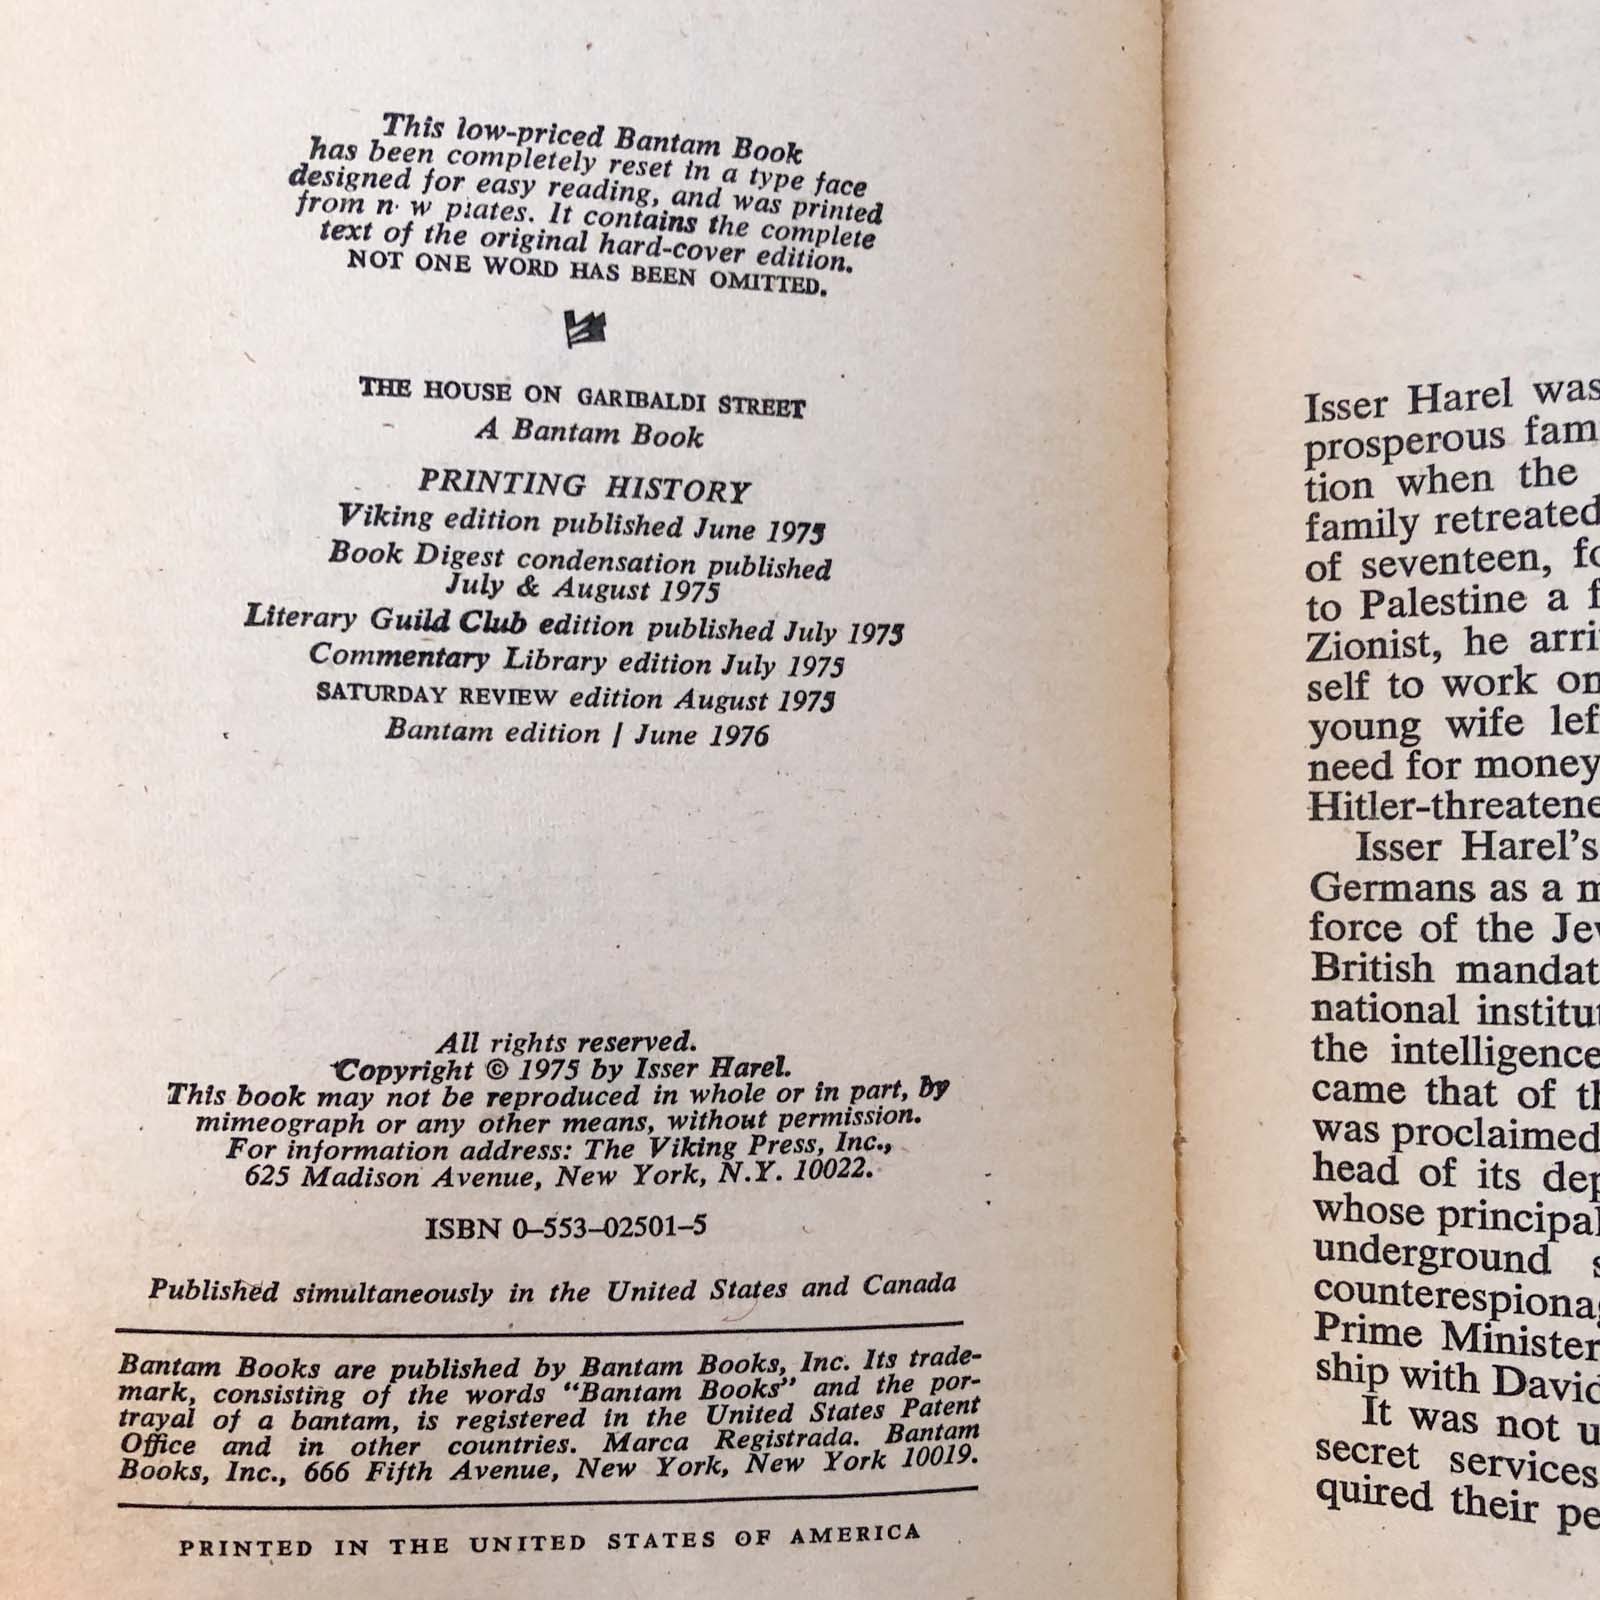 This low-priced Bantam Book
has been completely reset in a type face
designed for easy reading, and was printed
from n w plates. It contains the complete
text of the original hard-cover edition.
NOT ONE WORD HAS BEEN OMITTED.
THE HOUSE ON GARIBALDI STREET
A Bantam Book
PRINTING HISTORY
Viking edition published June 1975
Book Digest condensation published
July & August 1975
Literary Guild Club edition published July 1975
Commentary Library edition July 1975
SATURDAY REVIEW edition August 1975
Bantam edition / June 1976
All rights reserved.
Copyright © 1975 by Isser Harel.
This book may not be reproduced in whole or in part, by
mimeograph or any other means, without permission.
For information address: The Viking Press, Inc.,
625 Madison Avenue, New York, N.Y. 10022.
ISBN 0–553–02501–5
Published simultaneously in the United States and Canada
Bantam Books are published by Bantam Books, Inc. Its trade-
mark, consisting of the words "Bantam Books" and the por-
trayal of a bantam, is registered in the United States Patent
Office and in other countries. Marca Registrada. Bantam
Books, Inc., 666 Fifth Avenue, New York, New York 10019.
PRINTED IN THE UNITED STATES OF AMERICA
Isser Harel was
prosperous fam
tion when the
family retreated
of seventeen, fo
to Palestine a f
Zionist, he arri
self to work on
young wife lef
need for money
Hitler-threatene
Isser Harel's
Germans as a m
force of the Jew
British mandat
national institut
the intelligence
came that of th
was proclaimed
head of its dep
whose principal
underground s
counterespionag
Prime Minister
ship with David
It was not u
secret services
quired their pe